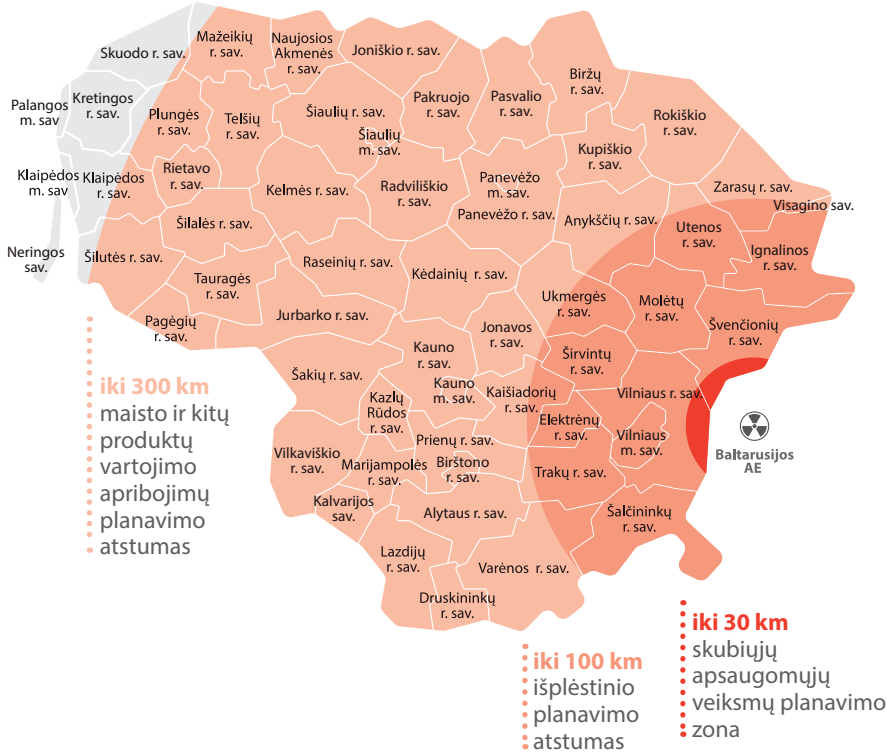 Skuodo r. sav.
Mažeikių
r. sav.
Naujosios
Akmenės
r. sav.
Joniškio r. sav.
Biržų
r. sav.
Palangos
m. sav
Kretingos
r. sav.
Plungės
r. sav.
Telšių
r. sav.
Šiaulių r. sav.
Šiaulių
m. sav.
Pakruojo
r. sav.
Pasvalio
r. sav.
Rokiškio
r. sav.
Kupiškio
r. sav.
Klaipėdos
m. sav
Klaipėdos
r. sav.
Rietavo
r. sav.
Kelmės r. sav.
Radviliškio
r. sav.
Panevėžo
m. sav.
Panevėžo r. sav.
Anykščių r. sav.
Zarasų r. sav.
Visagino sav.
Utenos
r. sav.
Ignalinos
r. sav.
Neringos
sav.
Šilutės r. sav.
Šilalės r. sav.
Tauragės
r. sav.
Raseinių r. sav.
Kėdainių r. sav.
Ukmergės
r. sav.
Molėtų
r. sav.
Švenčionių
r. sav.
Pagėgių
r. sav.
Jurbarko r. sav.
Jonavos
r. sav.
Širvintų
r. sav.
Šakių r. sav.
Kauno
r. sav.
Kauno
m. sav.
Kaišiadorių
r. sav.
Vilniaus r. sav.
Kazlų
Rūdos
r. sav.
Elektrėnų
r. sav.
Vilniaus
m. sav.
Baltarusijos
AE
Vilkaviškio
r. sav.
Marijampolės
r. sav.
Prienų r. sav.
Birštono
r. sav.
Trakų r. sav.
Kalvarijos
sav.
Alytaus r. sav.
Šalčininkų
r. sav.
Lazdijų
r. sav.
Varėnos r. sav.
Druskininkų
r. sav.
iki 300 km
maisto ir kitų
produktų
vartojimo
apribojimų
planavimo
atstumas
iki 100 km
išplėstinio
planavimo
atstumas
iki 30 km
skubiųjų
apsaugomųjų
veiksmų planavimo
zona